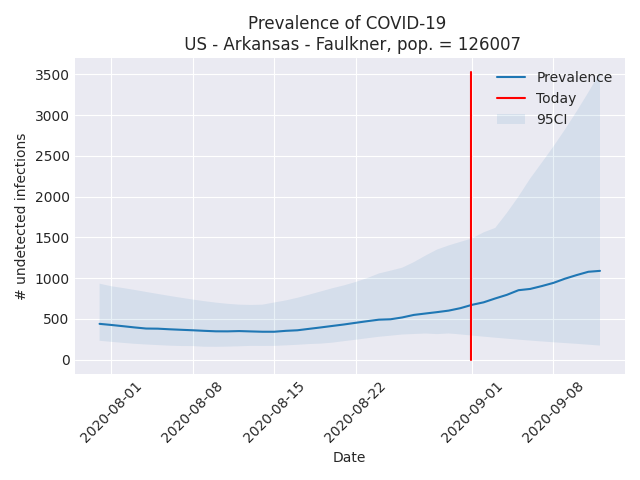 Prevalence of COVID-19
US - Arkansas - Faulkner, pop. = 126007
Prevalence
Today
95CI
# undetected infections
3500
3000
2500
2000
1500
1000
500
0
2020-08-01
2020-08-08
2020-08-15
2020-08-22
2020-09-01
2020-09-08
Date